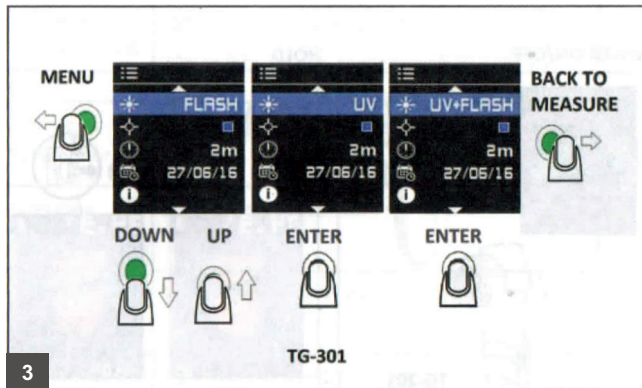 MENU
FLASH
2m
27/06/16
i
UV
2m
27/06/16
i
UV+FLASH
2m
27/06/16
i
BACK TO
MEASURE
DOWN UP ENTER ENTER
TG-301
3